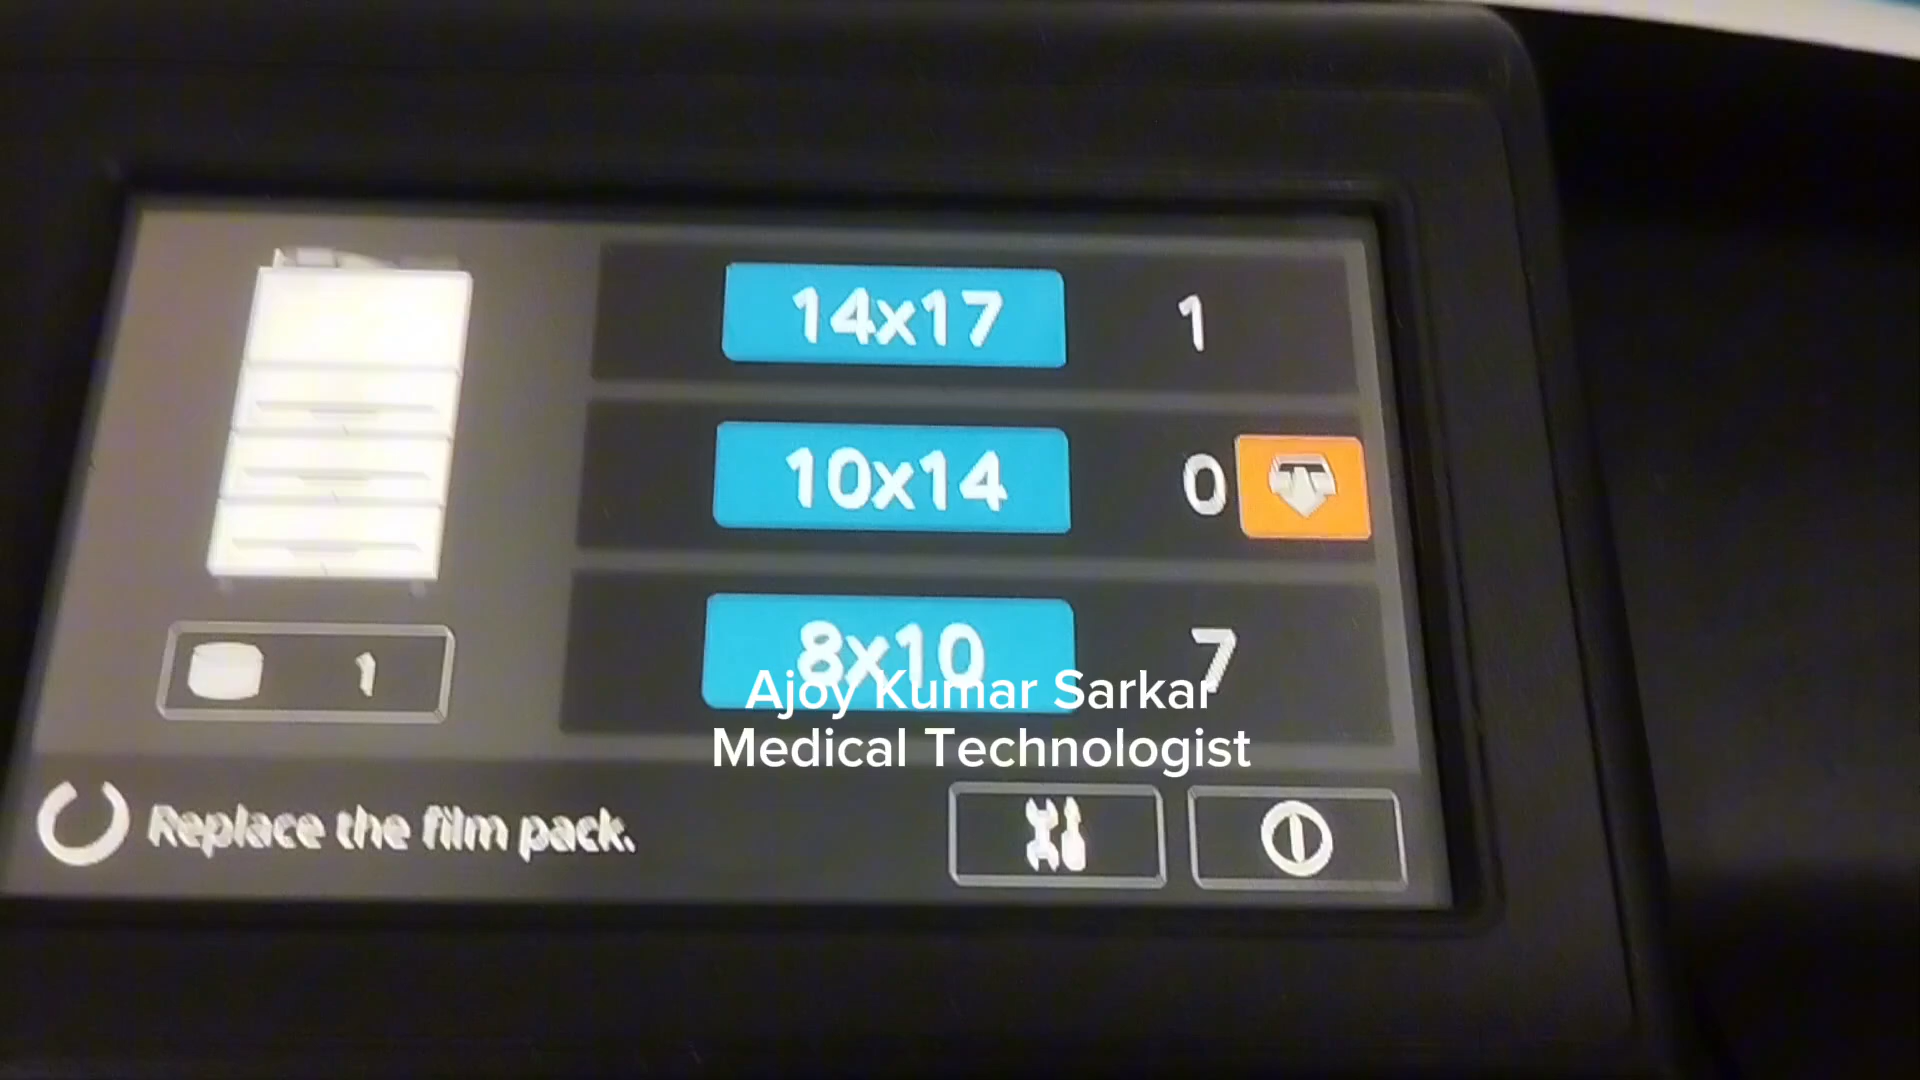 14x17 1
10x14 0
8x10 7
1
Ajoy Kumar Sarkar
Medical Technologist
Replace the film pack.